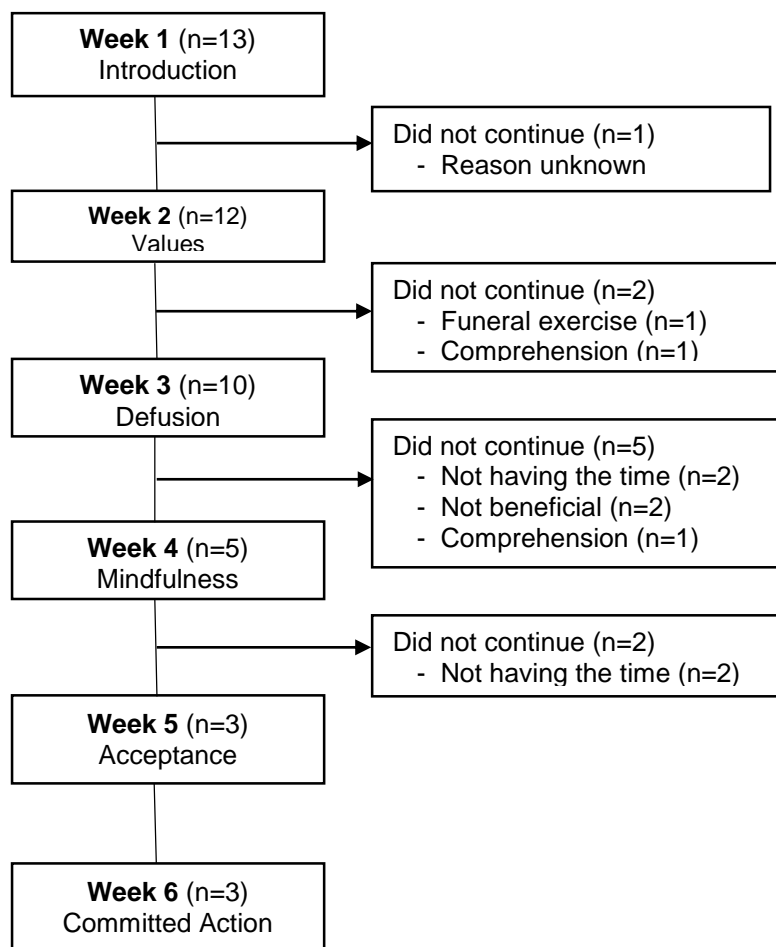 Week 1 (n=13)
Introduction
Did not continue (n=1)
- Reason unknown
Week 2 (n=12)
Values
Did not continue (n=2)
- Funeral exercise (n=1)
- Comprehension (n=1)
Week 3 (n=10)
Defusion
Did not continue (n=5)
- Not having the time (n=2)
- Not beneficial (n=2)
- Comprehension (n=1)
Week 4 (n=5)
Mindfulness
Did not continue (n=2)
- Not having the time (n=2)
Week 5 (n=3)
Acceptance
Week 6 (n=3)
Committed Action